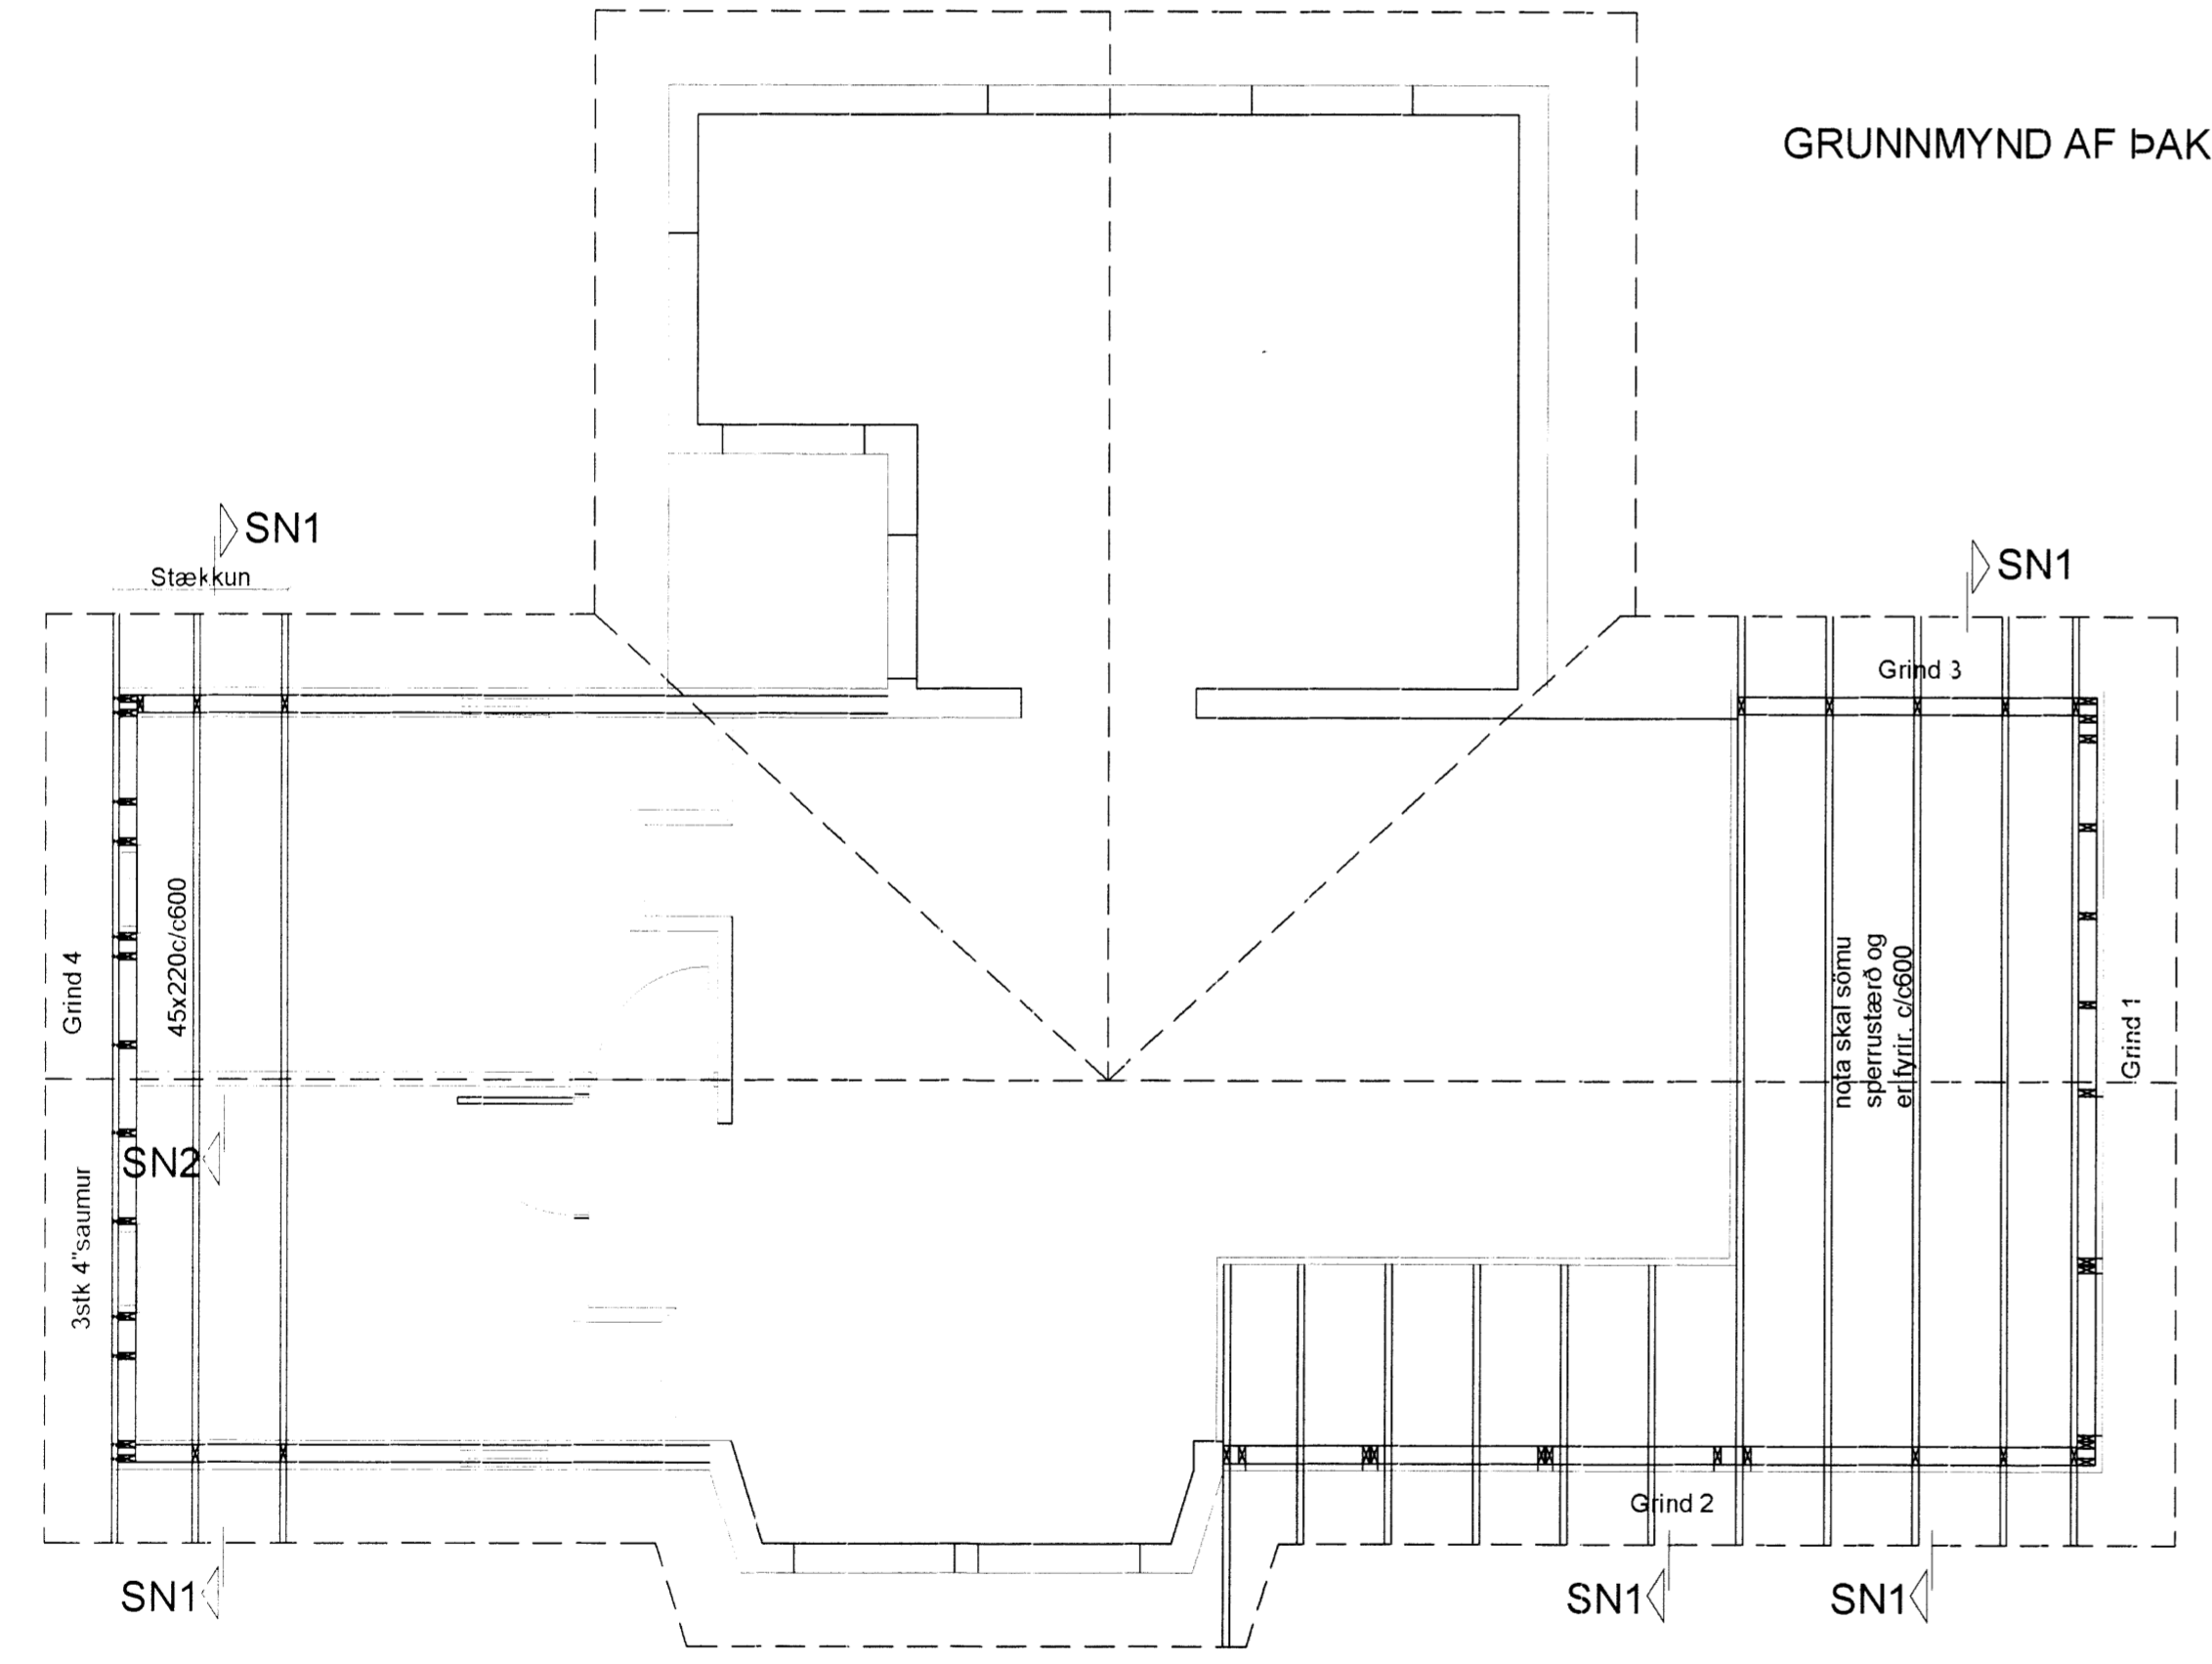 GRUNNMYND AF ÞAK
SN1
Stækkun
SN1
Grind 3
Grind 4
45x220c/c600
nota skal sömu
sperrustærð og
er fyrir. c/c600
Grind 1
SN2
3stk 4"saumur
Grind 2
SN1
SN1
SN1